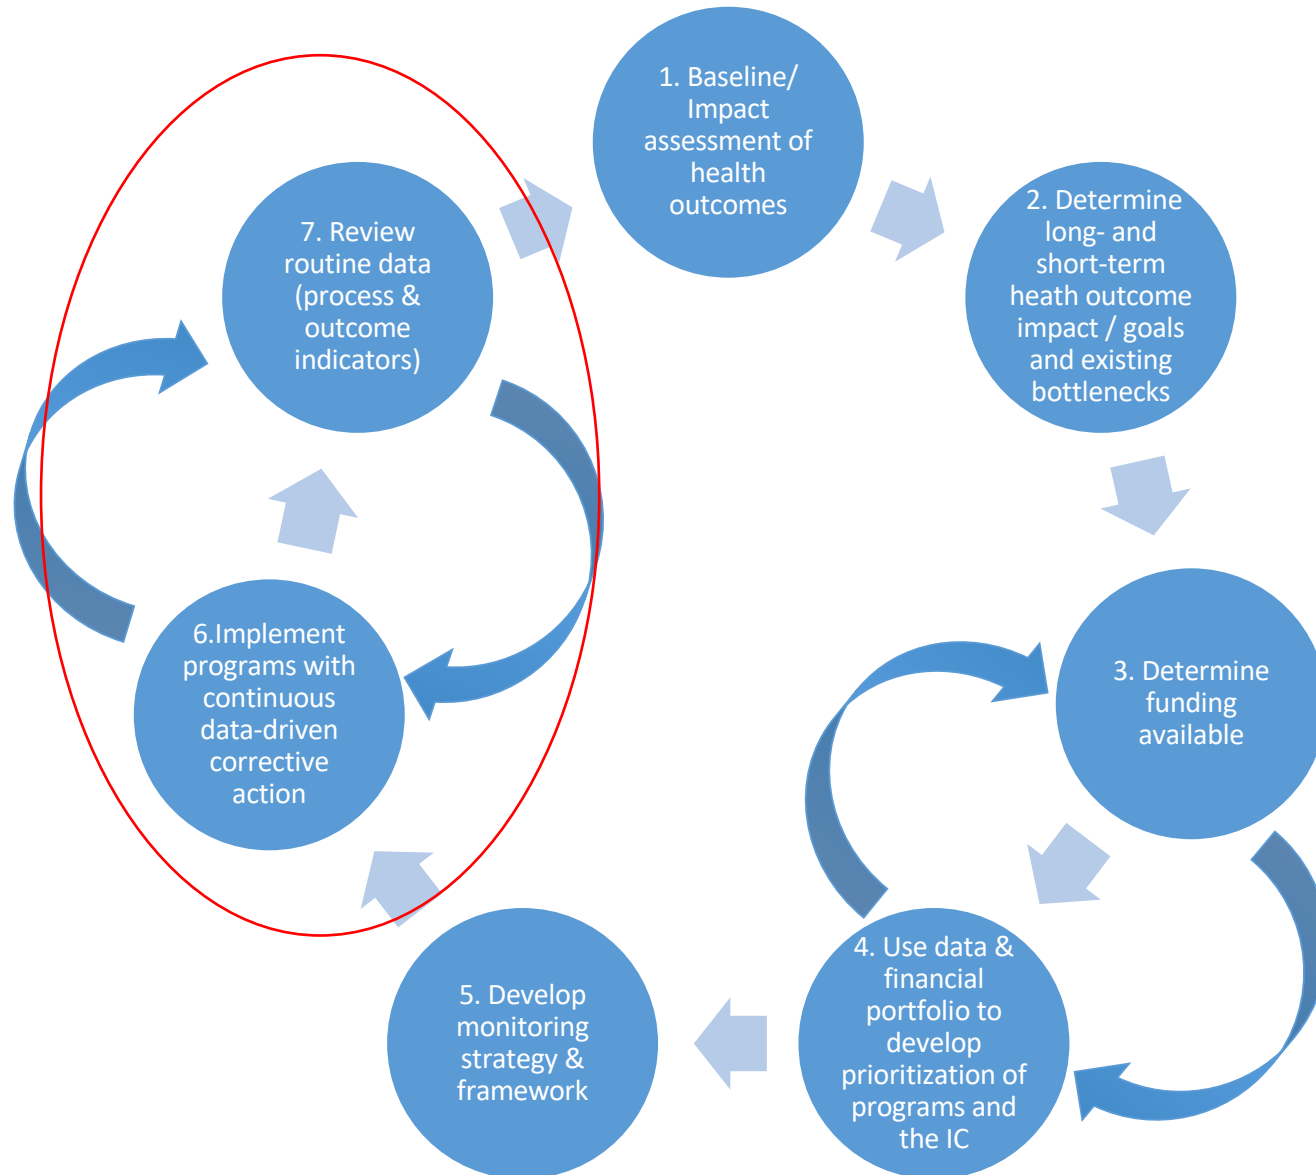 1. Baseline/
Impact
assessment of
health
outcomes
2. Determine
long- and
short-term
heath outcome
impact / goals
and existing
bottlenecks
3. Determine
funding
available
4. Use data &
financial
portfolio to
develop
prioritization of
programs and
the IC
5. Develop
monitoring
strategy &
framework
6.Implement
programs with
continuous
data-driven
corrective
action
7. Review
routine data
(process &
outcome
indicators)